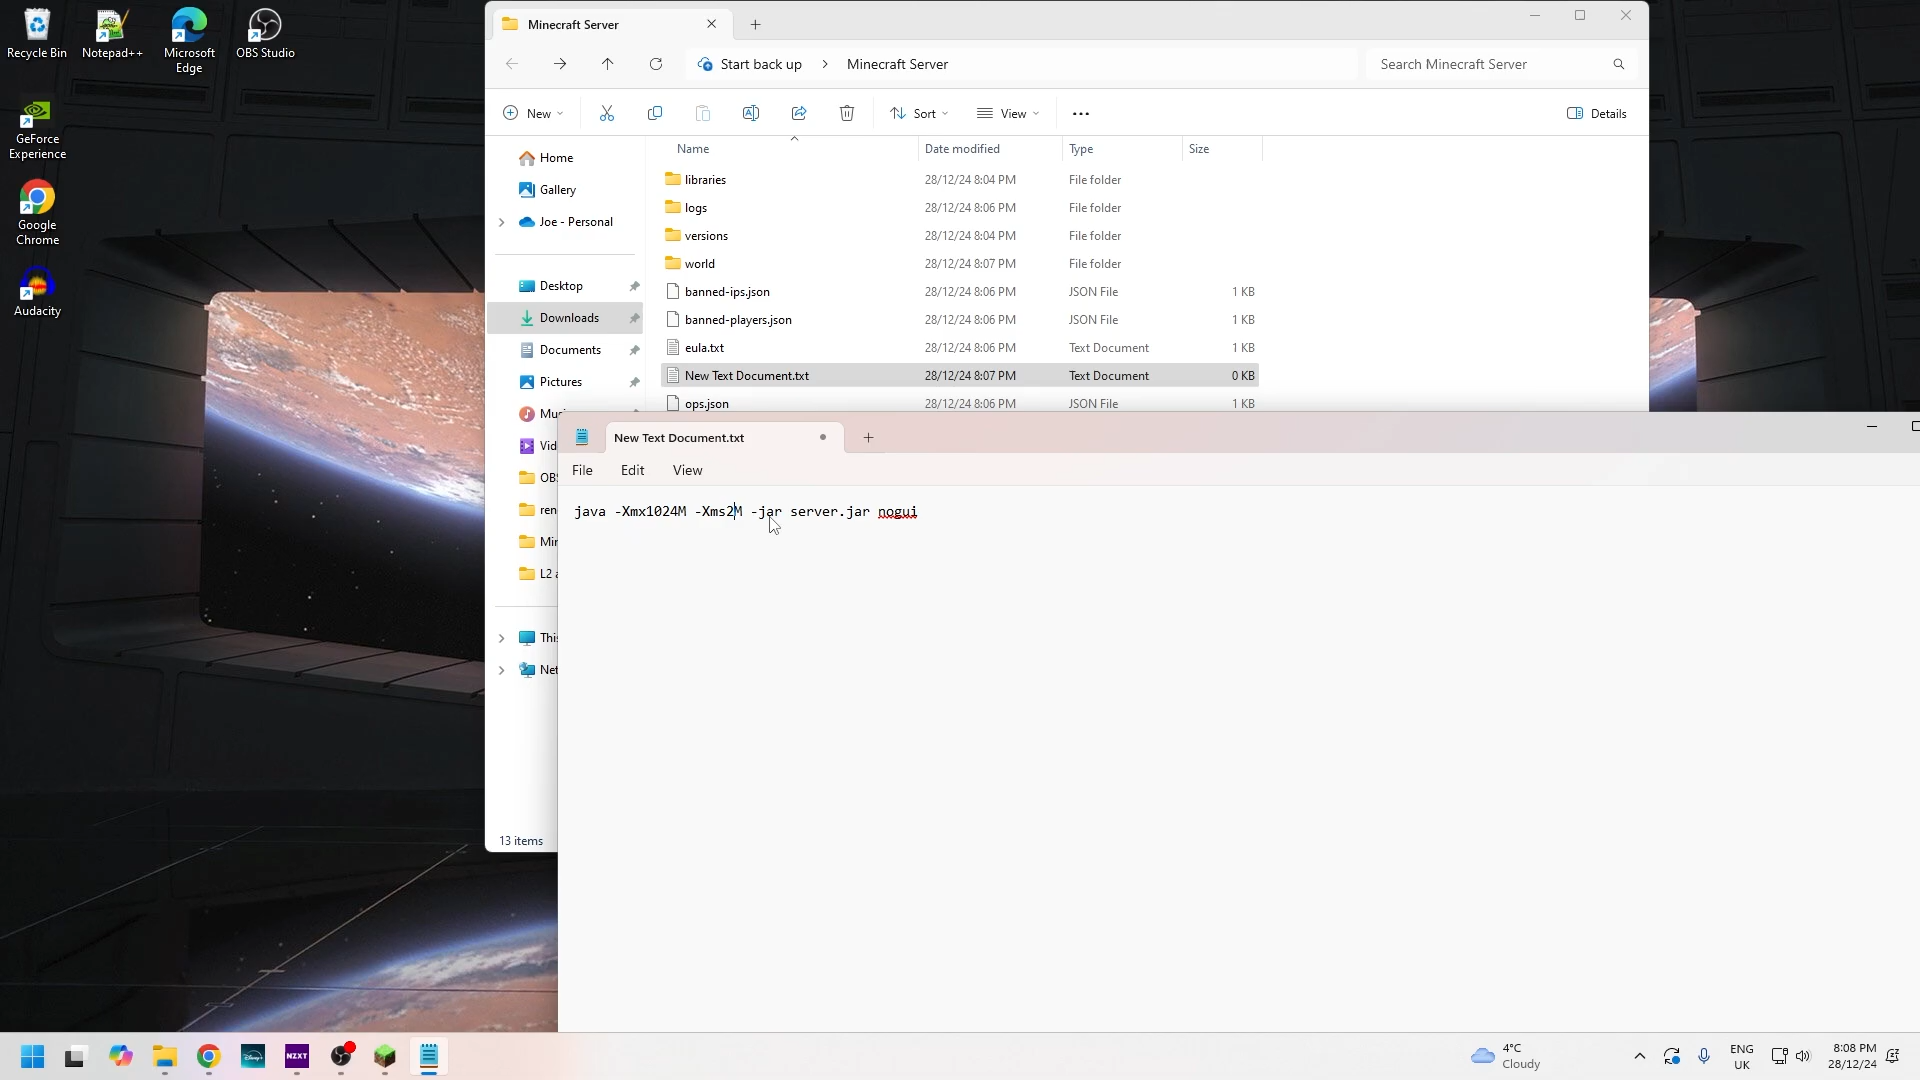 Recycle Bin
Notepad++
Microsoft
Edge
OBS Studio
GeForce
Experience
Google
Chrome
Audacity
Minecraft Server
Start back up
Minecraft Server
Search Minecraft Server
New
Sort
View
Details
Home
Gallery
Joe - Personal
Desktop
Downloads
Documents
Pictures
Name Date modified Type Size
libraries 28/12/24 8:04 PM File folder
logs 28/12/24 8:06 PM File folder
versions 28/12/24 8:04 PM File folder
world 28/12/24 8:07 PM File folder
banned-ips.json 28/12/24 8:06 PM JSON File 1 KB
banned-players.json 28/12/24 8:06 PM JSON File 1 KB
eula.txt 28/12/24 8:06 PM Text Document 1 KB
New Text Document.txt 28/12/24 8:07 PM Text Document 0 KB
ops.json 28/12/24 8:06 PM JSON File 1 KB
13 items
New Text Document.txt
File Edit View
java -Xmx1024M -Xms2M -jar server.jar nogui
NZXT
Disney+
4°C
Cloudy
ENG
UK
8:08 PM
28/12/24